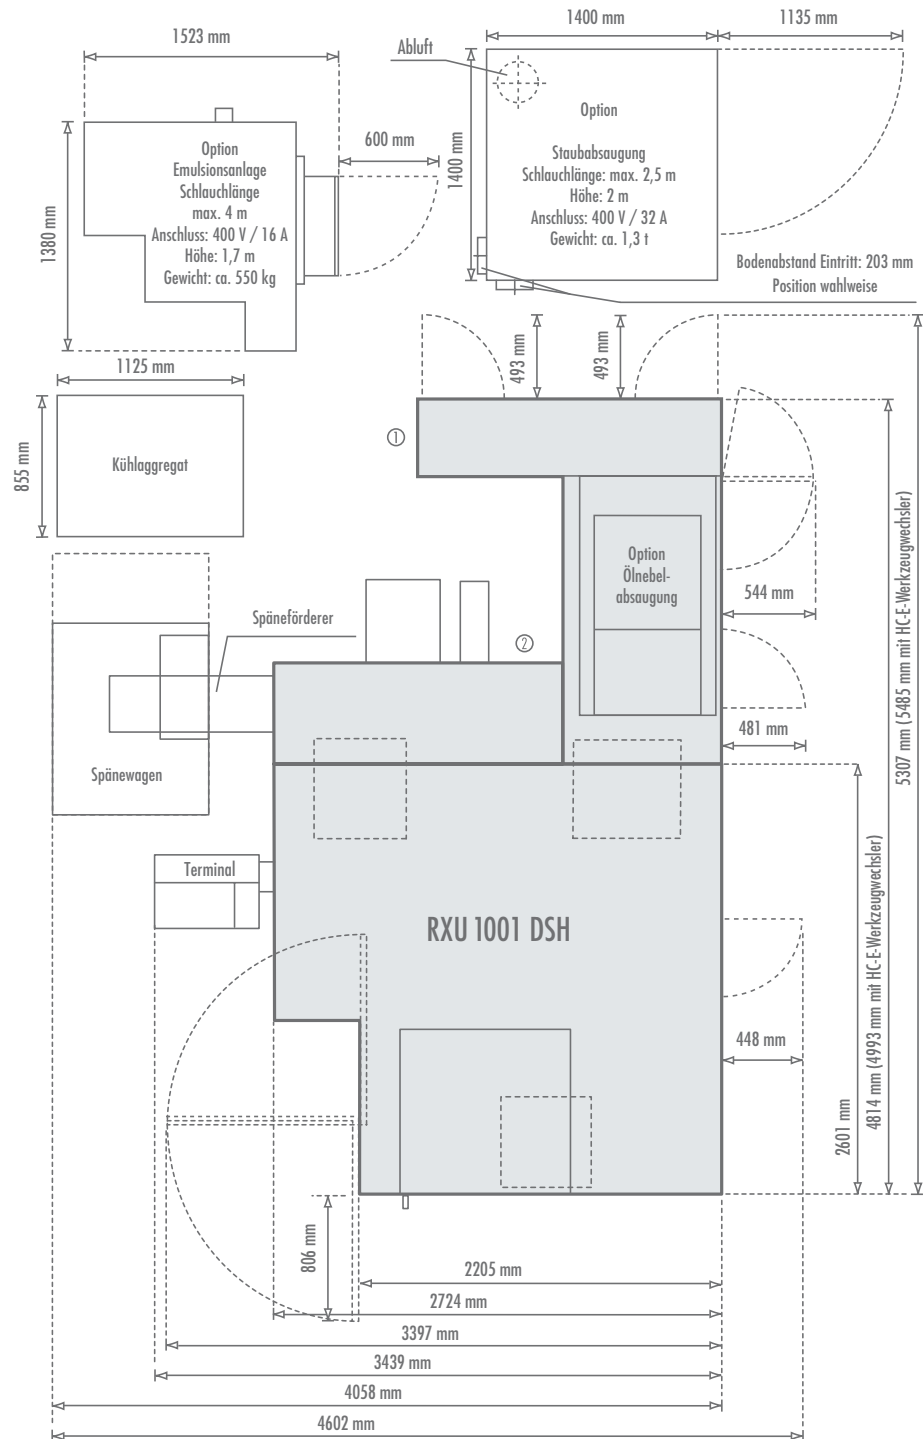 1400 mm
1135 mm
1523 mm
Abluft
600 mm
1400 mm
Option
Staubabsaugung
Schlauchlänge: max. 2,5 m
Höhe: 2 m
Anschluss: 400 V / 32 A
Gewicht: ca. 1,3 t
Option
Emulsionsanlage
Schlauchlänge
max. 4 m
Anschluss: 400 V / 16 A
Höhe: 1,7 m
Gewicht: ca. 550 kg
1380 mm
Bodenabstand Eintritt: 203 mm
Position wahlweise
493 mm
493 mm
1125 mm
855 mm
Kühlaggregat
①
Option
Ölnebel-
absaugung
544 mm
Späneförderer
②
481 mm
Spänewagen
Terminal
RXU 1001 DSH
448 mm
2601 mm
4814 mm (4993 mm mit HC-E-Werkzeugwechsler)
5307 mm (5485 mm mit HC-E-Werkzeugwechsler)
806 mm
2205 mm
2724 mm
3397 mm
3439 mm
4058 mm
4602 mm